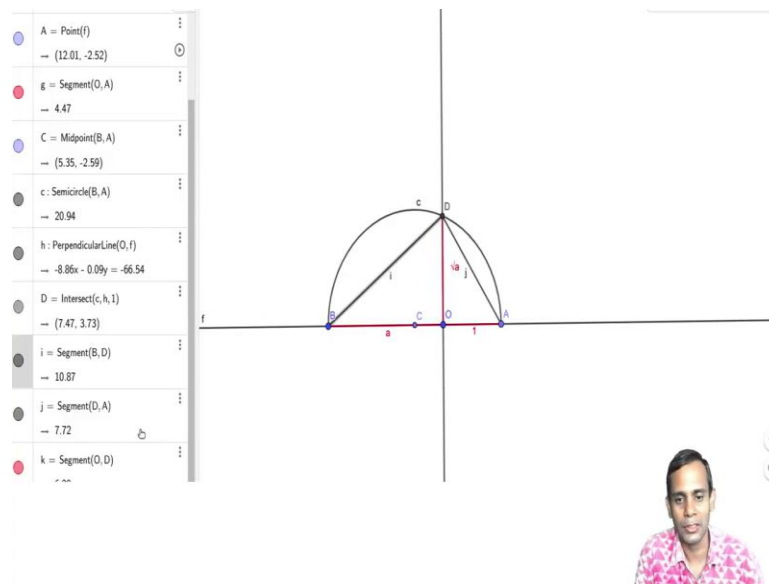 A = Point(f)
→ (12.01, -2.52)
g = Segment(O, A)
→ 4.47
C = Midpoint(B, A)
→ (5.35, -2.59)
c : Semicircle(B, A)
→ 20.94
h : PerpendicularLine(O, f)
→ -8.86x - 0.09y = -66.54
D = Intersect(c, h, 1)
→ (7.47, 3.73)
i = Segment(B, D)
→ 10.87
j = Segment(D, A)
→ 7.72
k = Segment(O, D)
c
D
√a
i
j
f
B
C
O
A
a
1